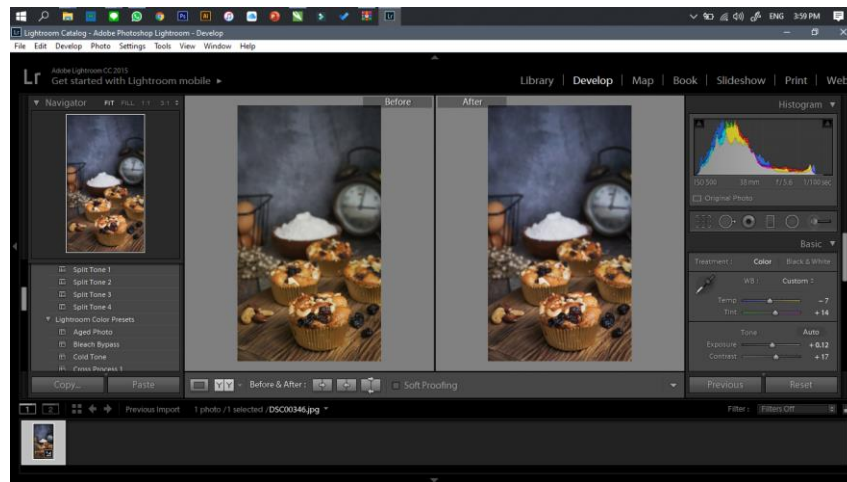 ENG 3:59 PM
Lightroom Catalog - Adobe Photoshop Lightroom - Develop
File Edit Develop Photo Settings Tools View Window Help
Lr Adobe Lightroom CC 2015
Get started with Lightroom mobile
Library | Develop | Map | Book | Slideshow | Print | Web
Navigator FIT FILL 1:1 3:1
Before
After
Histogram
ISO 500 38 mm f / 5.6 1/100 sec
Original Photo
Basic
Treatment : Color Black & White
WB : Custom
Temp - 7
Tint + 14
Tone Auto
Exposure + 0.12
Contrast + 17
Split Tone 1
Split Tone 2
Split Tone 3
Split Tone 4
Lightroom Color Presets
Aged Photo
Bleach Bypass
Cold Tone
Cross Process 1
Copy... Paste
Y Y Before & After : Soft Proofing
Previous Reset
1 2 Previous Import 1 photo / 1 selected / DSC00346.jpg
Filter : Filters Off